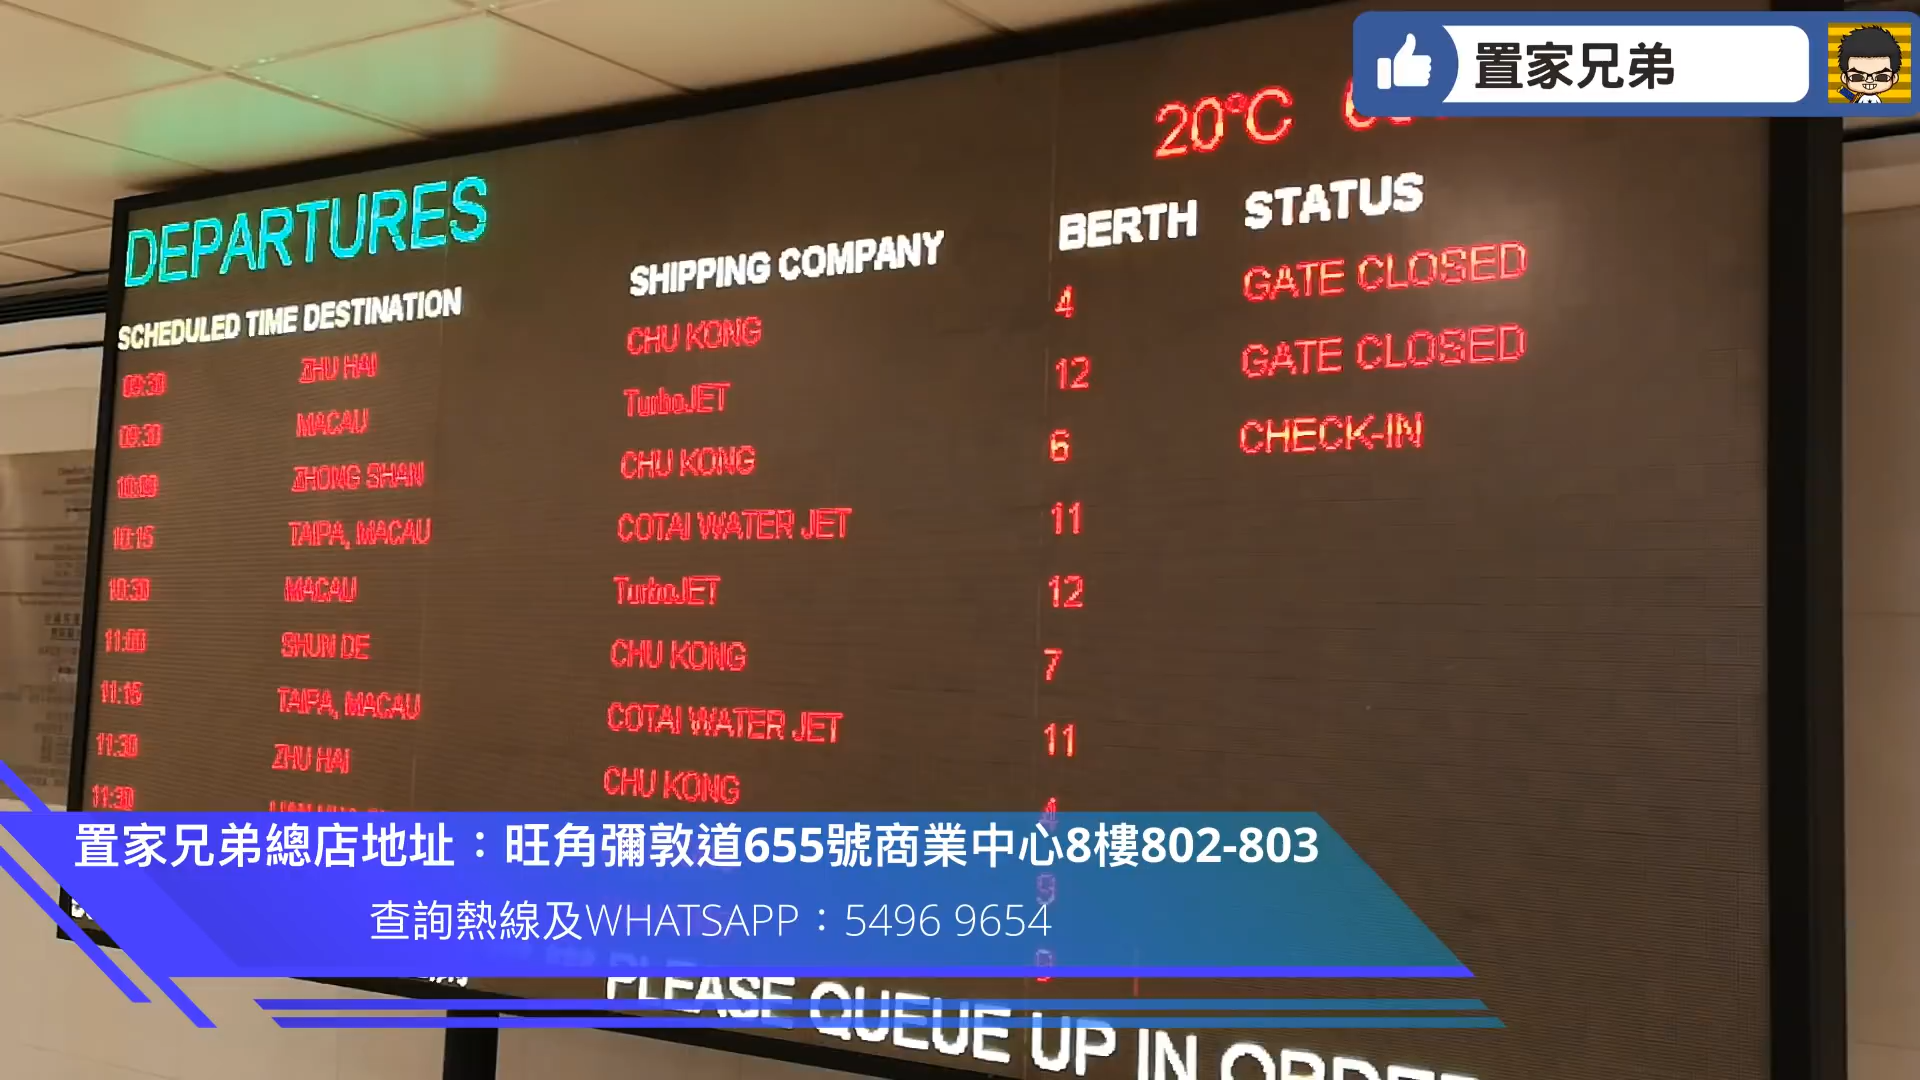 置家兄弟
20°C
DEPARTURES
SCHEDULED TIME DESTINATION SHIPPING COMPANY BERTH STATUS
09:30 ZHU HAI CHU KONG 4 GATE CLOSED
09:30 MACAU TurboJET 12 GATE CLOSED
10:00 ZHONG SHAN CHU KONG 6 CHECK-IN
10:15 TAIPA, MACAU COTAI WATER JET 11
10:30 MACAU TurboJET 12
11:00 SHUN DE CHU KONG 7
11:15 TAIPA, MACAU COTAI WATER JET 11
11:30 ZHU HAI CHU KONG 4
11:30 9
9
置家兄弟總店地址：旺角彌敦道655號商業中心8樓802-803
查詢熱線及WHATSAPP：5496 9654
PLEASE QUEUE UP IN ORDER